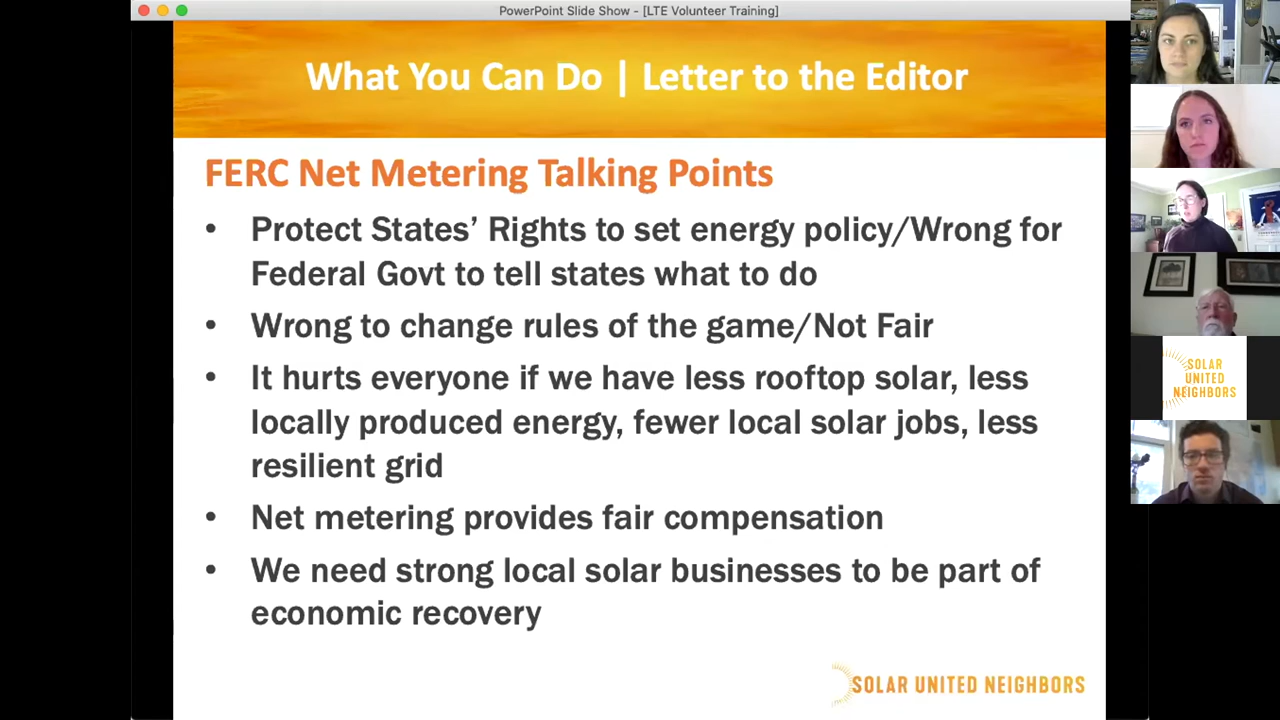 PowerPoint Slide Show - [LTE Volunteer Training]
What You Can Do | Letter to the Editor
FERC Net Metering Talking Points
• Protect States' Rights to set energy policy/Wrong for
Federal Govt to tell states what to do
• Wrong to change rules of the game/Not Fair
• It hurts everyone if we have less rooftop solar, less
locally produced energy, fewer local solar jobs, less
resilient grid
• Net metering provides fair compensation
• We need strong local solar businesses to be part of
economic recovery
SOLAR UNITED NEIGHBORS
SOLAR
UNITED
NEIGHBORS